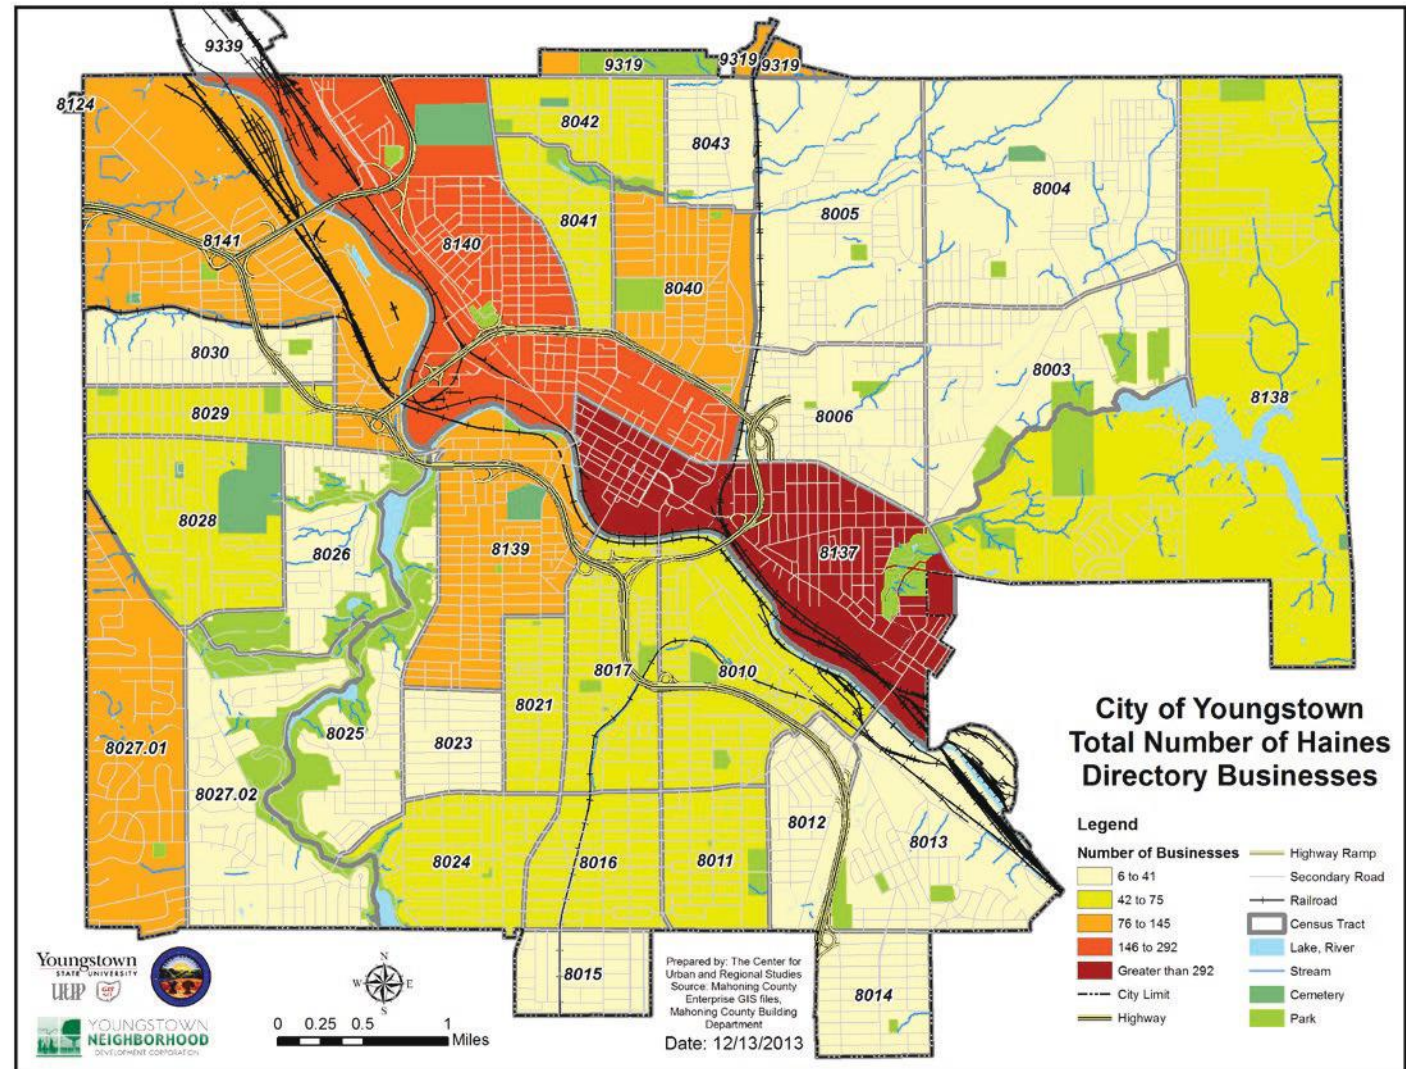 9339
9319
9319
9319
8124
8042
8043
8004
8005
8041
8141
8140
8040
8030
8003
8029
8006
8138
8028
8026
8139
8137
8017
8010
8021
8025
8023
8027.01
8027.02
8012
8013
8024
8016
8011
8015
8014
City of Youngstown
Total Number of Haines
Directory Businesses
Legend
Number of Businesses
6 to 41
42 to 75
76 to 145
146 to 292
Greater than 292
City Limit
Highway
Highway Ramp
Secondary Road
Railroad
Census Tract
Lake, River
Stream
Cemetery
Park
Youngstown
STATE UNIVERSITY
YOUNGSTOWN
NEIGHBORHOOD
DEVELOPMENT CORPORATION
N
W E
S
0 0.25 0.5 1
Miles
Prepared by: The Center for
Urban and Regional Studies
Source: Mahoning County
Enterprise GIS files,
Mahoning County Building
Department
Date: 12/13/2013